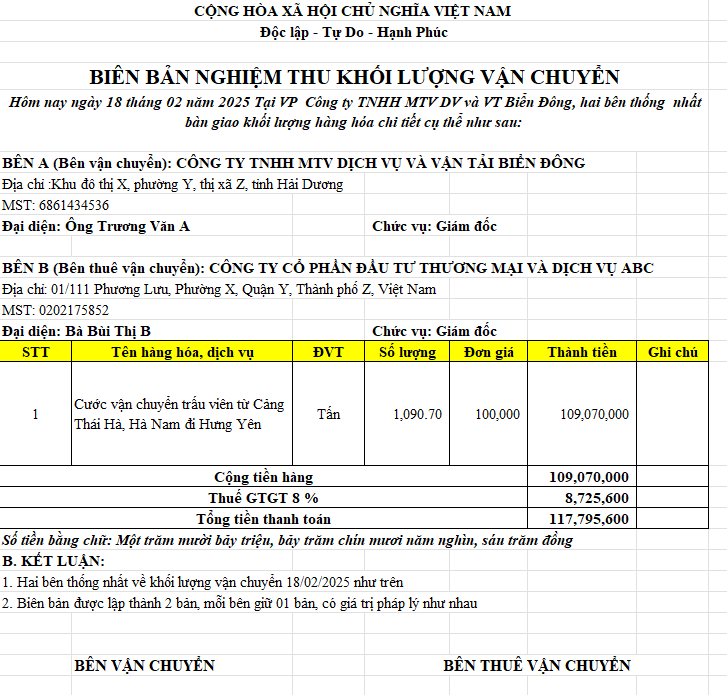 CỘNG HÒA XÃ HỘI CHỦ NGHĨA VIỆT NAM
Độc lập - Tự Do - Hạnh Phúc
BIÊN BẢN NGHIỆM THU KHỐI LƯỢNG VẬN CHUYỂN
Hôm nay ngày 18 tháng 02 năm 2025 Tại VP Công ty TNHH MTV DV và VT Biển Đông, hai bên thống nhất
bàn giao khối lượng hàng hóa chi tiết cụ thể như sau:
BÊN A (Bên vận chuyển): CÔNG TY TNHH MTV DỊCH VỤ VÀ VẬN TẢI BIỂN ĐÔNG
Địa chỉ :Khu đô thị X, phường Y, thị xã Z, tỉnh Hải Dương
MST: 6861434536
Đại diện: Ông Trương Văn A Chức vụ: Giám đốc
BÊN B (Bên thuê vận chuyển): CÔNG TY CỔ PHẦN ĐẦU TƯ THƯƠNG MẠI VÀ DỊCH VỤ ABC
Địa chỉ: 01/111 Phương Lưu, Phường X, Quận Y, Thành phố Z, Việt Nam
MST: 0202175852
Đại diện: Bà Bùi Thị B Chức vụ: Giám đốc
STT Tên hàng hóa, dịch vụ ĐVT Số lượng Đơn giá Thành tiền Ghi chú
1 Cước vận chuyển trấu viên từ Cảng Thái Hà, Hà Nam đi Hưng Yên Tấn 1,090.70 100,000 109,070,000
Cộng tiền hàng 109,070,000
Thuế GTGT 8 % 8,725,600
Tổng tiền thanh toán 117,795,600
Số tiền bằng chữ: Một trăm mười bảy triệu, bảy trăm chín mươi năm nghìn, sáu trăm đồng
B. KẾT LUẬN:
1. Hai bên thống nhất về khối lượng vận chuyển 18/02/2025 như trên
2. Biên bản được lập thành 2 bản, mỗi bên giữ 01 bản, có giá trị pháp lý như nhau
BÊN VẬN CHUYỂN BÊN THUÊ VẬN CHUYỂN